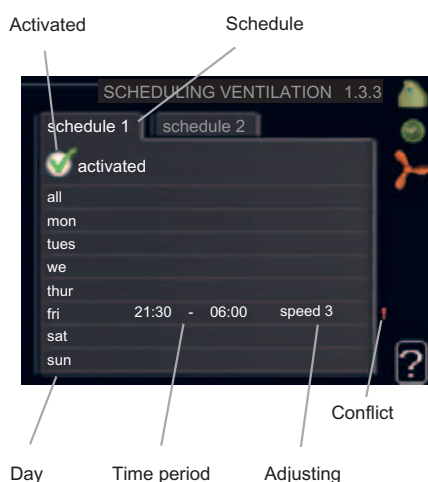 Activated Schedule
SCHEDULING VENTILATION 1.3.3
schedule 1 schedule 2
activated
all
mon
tues
we
thur
fri 21:30 - 06:00 speed 3 !
sat
sun
?
Conflict
Day Time period Adjusting